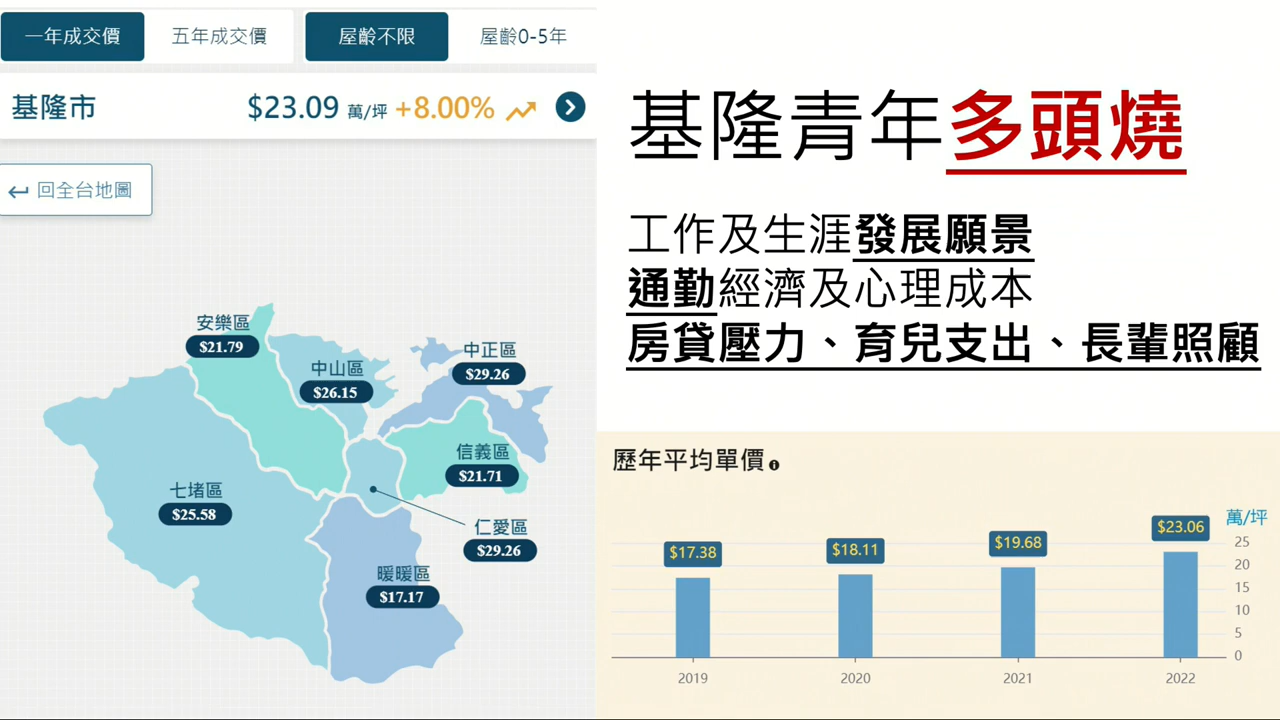 一年成交價 五年成交價 屋齡不限 屋齡0-5年
基隆市 $23.09 萬/坪 +8.00%
回全台地圖
安樂區
$21.79
中山區
$26.15
中正區
$29.26
信義區
$21.71
七堵區
$25.58
仁愛區
$29.26
暖暖區
$17.17
基隆青年多頭燒
工作及生涯發展願景
通勤經濟及心理成本
房貸壓力、育兒支出、長輩照顧
歷年平均單價
萬/坪
$17.38 $18.11 $19.68 $23.06
25
20
15
10
5
0
2019 2020 2021 2022